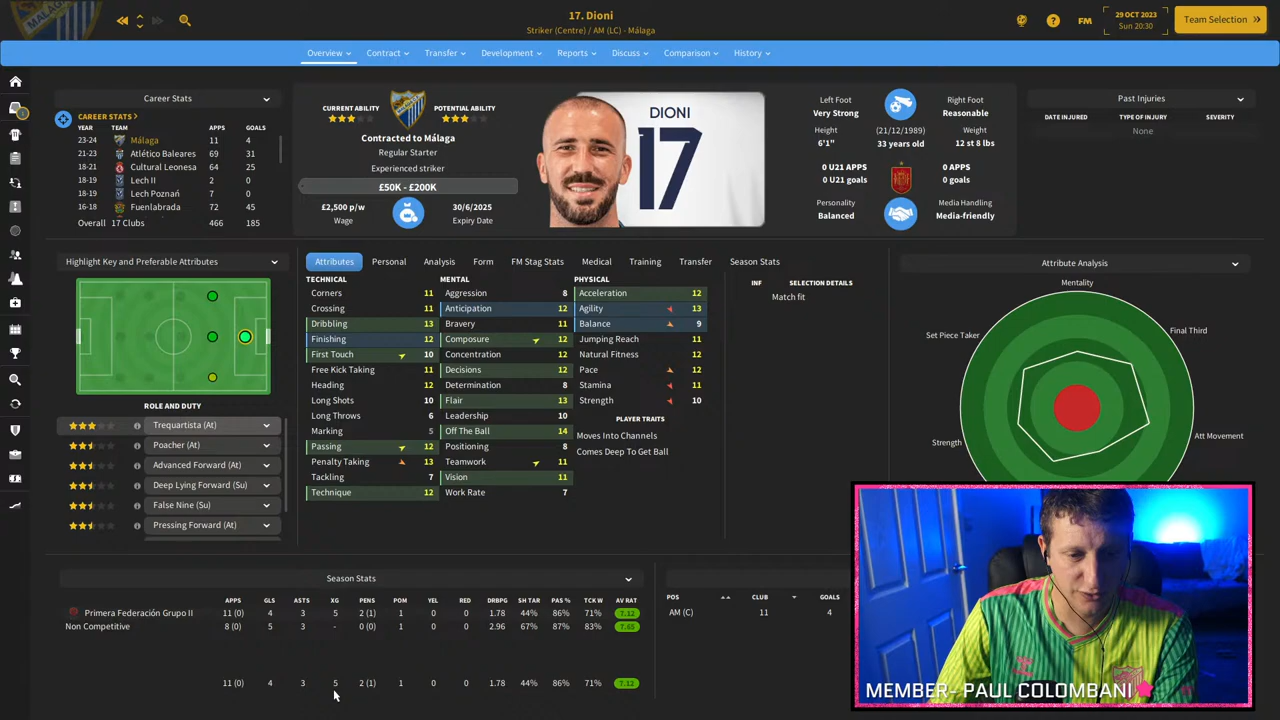 MÁLAGA
17. Dioni
Striker (Centre) / AM (LC) - Málaga
FM
29 OCT 2023
Sun 20:30
Team Selection
Overview
Contract
Transfer
Development
Reports
Discuss
Comparison
History
Career Stats
CAREER STATS >
YEAR TEAM APPS GOALS
23-24 Málaga 11 4
21-23 Atlético Baleares 69 31
18-21 Cultural Leonesa 64 25
18-19 Lech II 2 0
18-19 Lech Poznań 7 0
16-18 Fuenlabrada 72 45
Overall 17 Clubs 466 185
CURRENT ABILITY
POTENTIAL ABILITY
Contracted to Málaga
Regular Starter
Experienced striker
£50K - £200K
£2,500 p/w
Wage
30/6/2025
Expiry Date
DIONI
17
Left Foot
Very Strong
Right Foot
Reasonable
Height
6'1"
(21/12/1989)
33 years old
Weight
12 st 8 lbs
0 U21 APPS
0 U21 goals
0 APPS
0 goals
Personality
Balanced
Media Handling
Media-friendly
Past Injuries
DATE INJURED TYPE OF INJURY SEVERITY
None
Highlight Key and Preferable Attributes
ROLE AND DUTY
Trequartista (At)
Poacher (At)
Advanced Forward (At)
Deep Lying Forward (Su)
False Nine (Su)
Pressing Forward (At)
Attributes Personal Analysis Form FM Stag Stats Medical Training Transfer Season Stats
TECHNICAL
Corners 11
Crossing 11
Dribbling 13
Finishing 12
First Touch 10
Free Kick Taking 11
Heading 12
Long Shots 10
Long Throws 6
Marking 5
Passing 12
Penalty Taking 13
Tackling 7
Technique 12
MENTAL
Aggression 8
Anticipation 12
Bravery 11
Composure 12
Concentration 12
Decisions 12
Determination 8
Flair 13
Leadership 10
Off The Ball 14
Positioning 8
Teamwork 11
Vision 11
Work Rate 7
PHYSICAL
Acceleration 12
Agility 13
Balance 9
Jumping Reach 11
Natural Fitness 12
Pace 12
Stamina 11
Strength 10
PLAYER TRAITS
Moves Into Channels
Comes Deep To Get Ball
INF SELECTION DETAILS
Match fit
Attribute Analysis
Mentality
Set Piece Taker
Final Third
Strength
Att Movement
Season Stats
APPS GLS ASTS XG PENS POM YEL RED DRBPG SH TAR PAS % TCK W AV RAT
Primera Federación Grupo II 11 (0) 4 3 5 2 (1) 1 0 0 1.78 44% 86% 71% 7.12
Non Competitive 8 (0) 5 3 - 0 (0) 1 0 0 2.96 67% 87% 83% 7.65
11 (0) 4 3 5 2 (1) 1 0 0 1.78 44% 86% 71% 7.12
POS CLUB GOALS
AM (C) 11 4
MEMBER- PAUL COLOMBANI